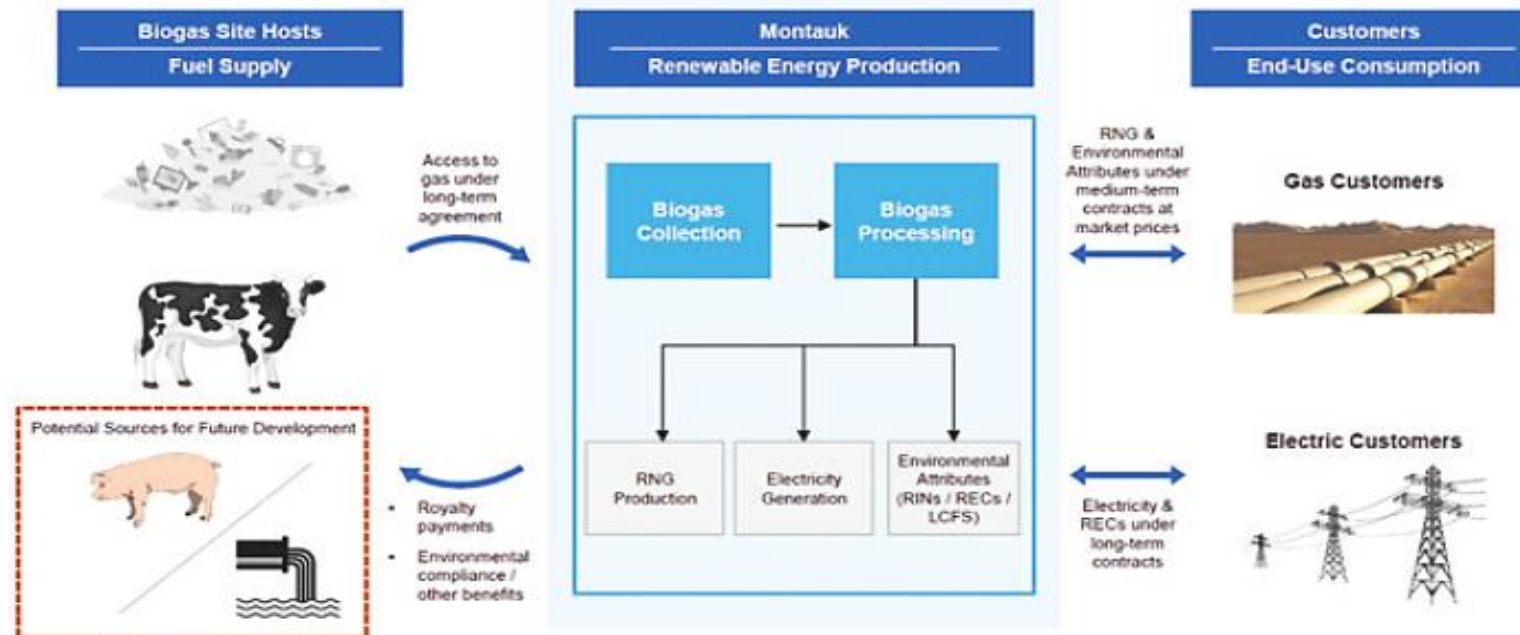 Biogas Site Hosts
Fuel Supply
Access to
gas under
long-term
agreement
Potential Sources for Future Development
• Royalty
payments
• Environmental
compliance /
other benefits
Montauk
Renewable Energy Production
Biogas
Collection
Biogas
Processing
RNG
Production
Electricity
Generation
Environmental
Attributes
(RINs / RECs /
LCFS)
Customers
End-Use Consumption
RNG &
Environmental
Attributes under
medium-term
contracts at
market prices
Gas Customers
Electric Customers
Electricity &
RECs under
long-term
contracts